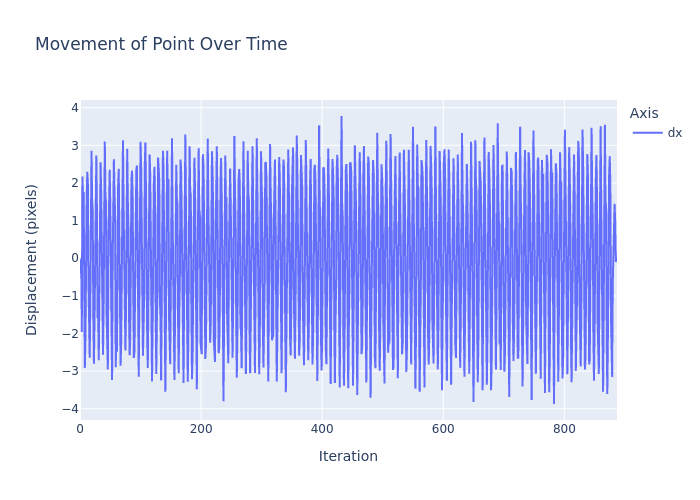 Movement of Point Over Time
Axis
dx
Displacement (pixels)
4
3
2
1
0
−1
−2
−3
−4
0
200
400
600
800
Iteration